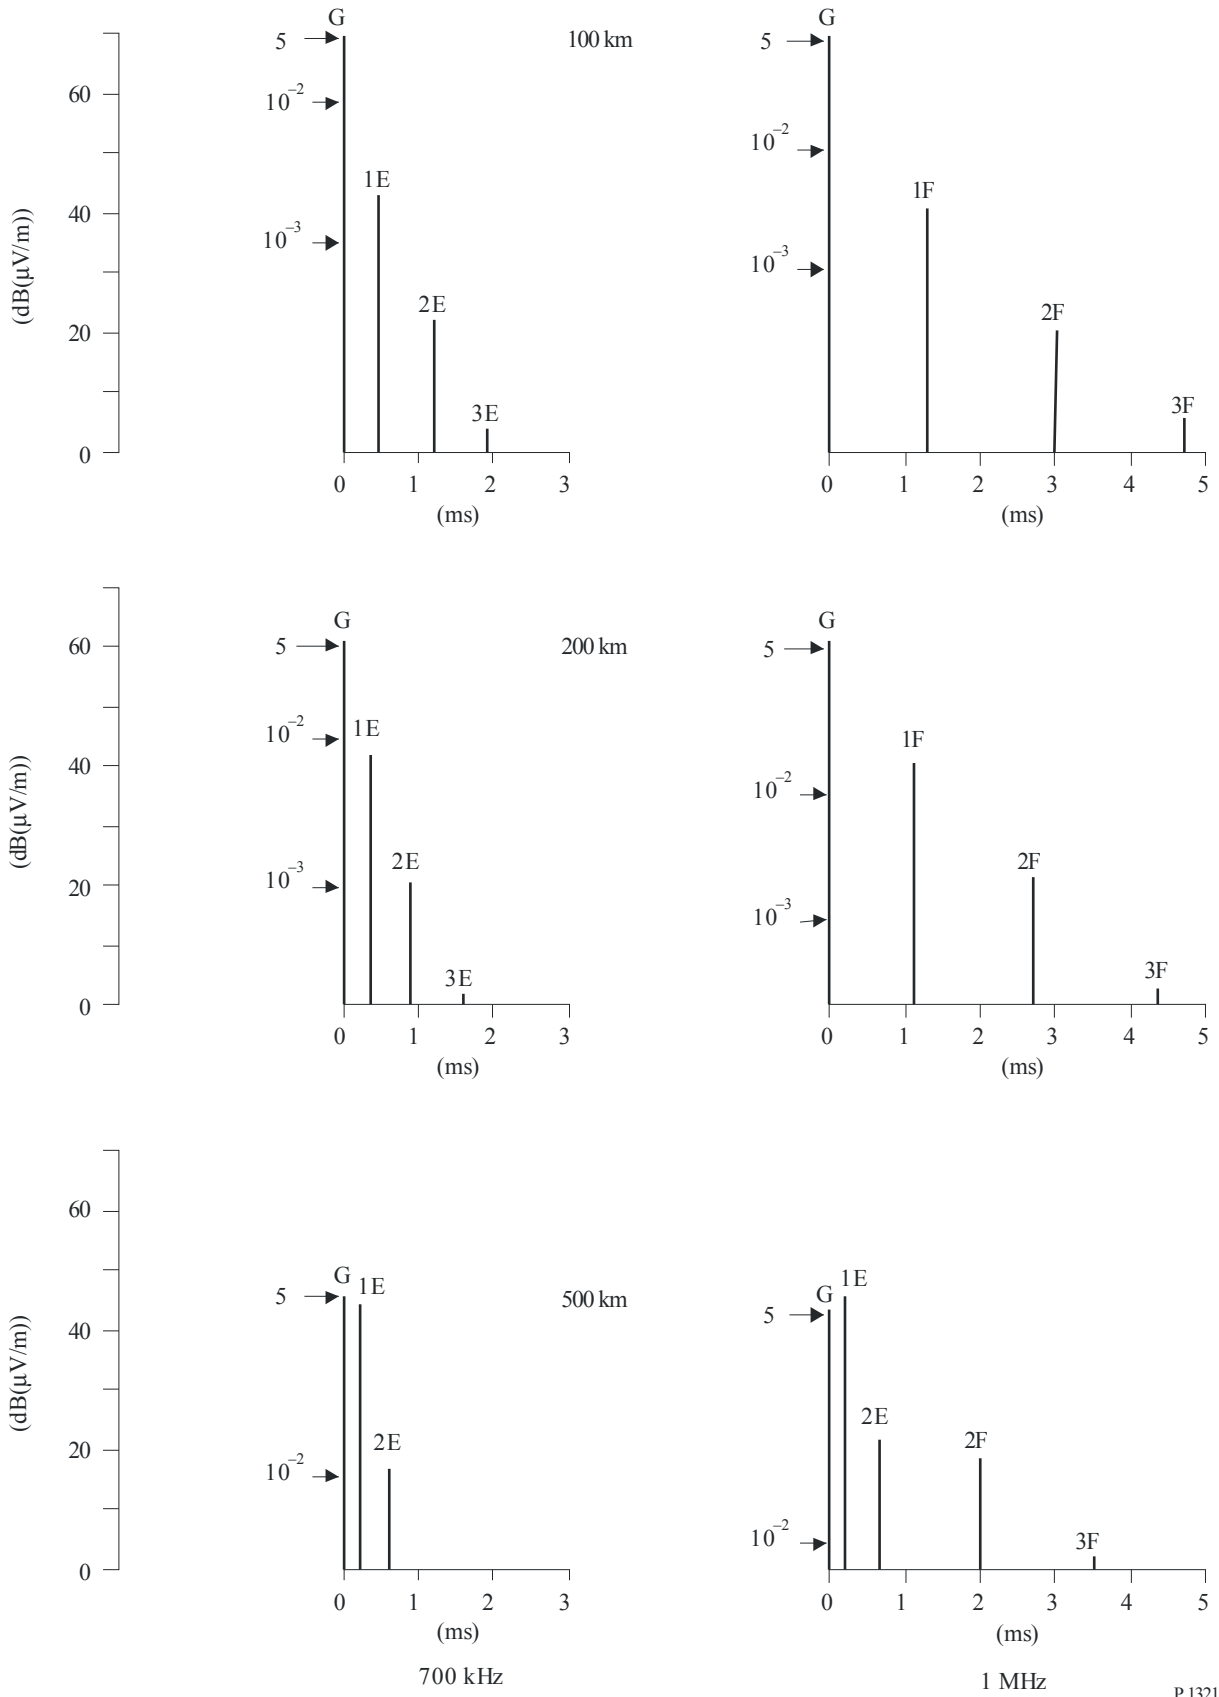 G
G
5
100 km
5
60
10⁻²
10⁻²
1E
1F
40
10⁻³
10⁻³
(dB(µV/m))
2E
2F
20
3E
3F
0
0 1 2 3
0 1 2 3 4 5
(ms)
(ms)
G
G
60
5
200 km
5
10⁻²
1E
1F
40
10⁻²
(dB(µV/m))
2E
2F
20
10⁻³
10⁻³
3E
3F
0
0 1 2 3
0 1 2 3 4 5
(ms)
(ms)
60
G
1E
1E
G
5
500 km
5
40
(dB(µV/m))
2E
2E
2F
20
10⁻²
10⁻²
3F
0
0 1 2 3
0 1 2 3 4 5
(ms)
(ms)
700 kHz
1 MHz
P.1321